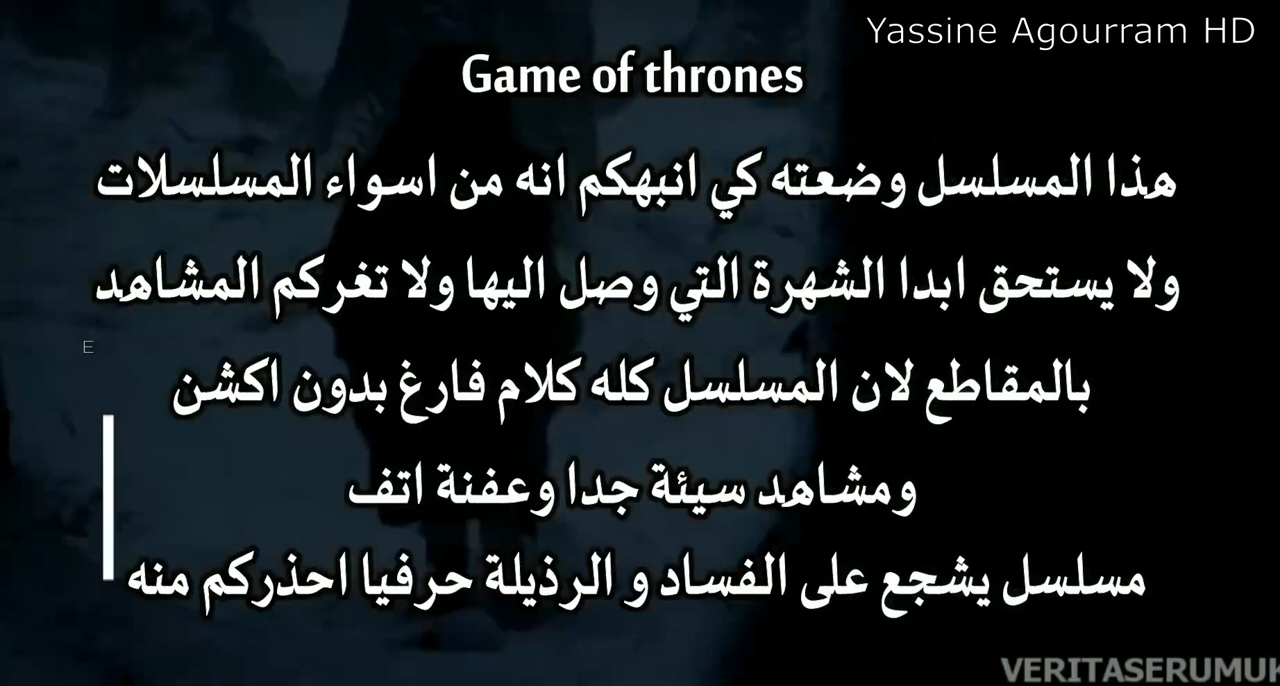 Yassine Agourram HD
Game of thrones
هذا المسلسل وضعته كي انبهكم انه من اسواء المسلسلات
ولا يستحق ابدا الشهرة التي وصل اليها ولا تغركم المشاهد
E
بالمقاطع لان المسلسل كله كلام فارغ بدون اكشن
ومشاهد سيئة جدا وعفنة اتف
مسلسل يشجع على الفساد و الرذيلة حرفيا احذركم منه
VERITASERUMUK